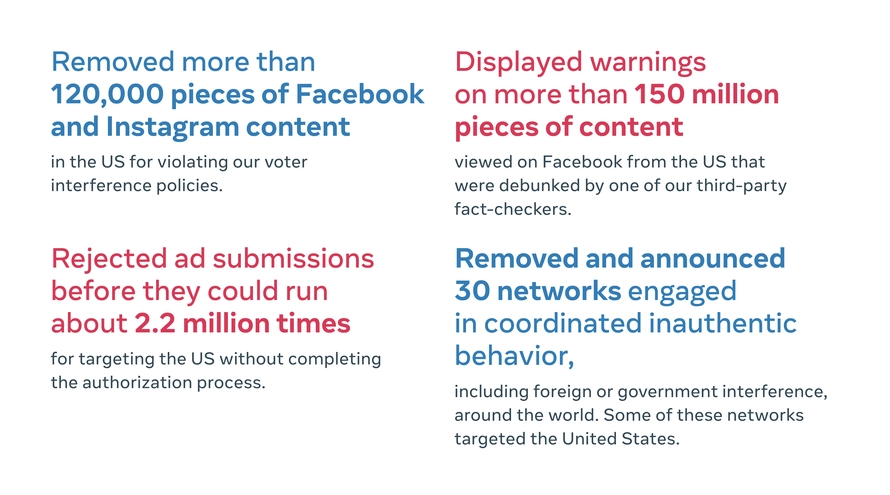 Removed more than
120,000 pieces of Facebook
and Instagram content
in the US for violating our voter
interference policies.
Displayed warnings
on more than 150 million
pieces of content
viewed on Facebook from the US that
were debunked by one of our third-party
fact-checkers.
Rejected ad submissions
before they could run
about 2.2 million times
for targeting the US without completing
the authorization process.
Removed and announced
30 networks engaged
in coordinated inauthentic
behavior,
including foreign or government interference,
around the world. Some of these networks
targeted the United States.